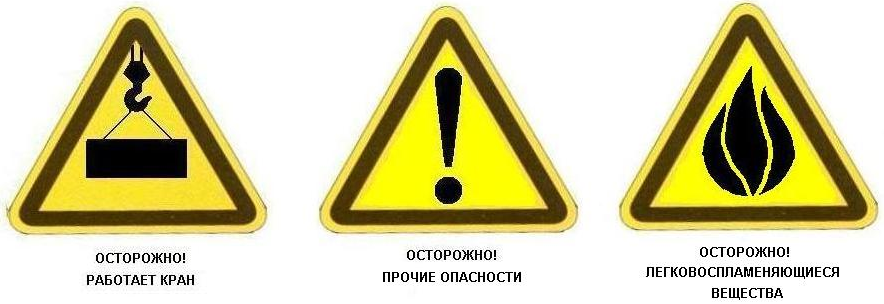 ОСТОРОЖНО!
РАБОТАЕТ КРАН
ОСТОРОЖНО!
ПРОЧИЕ ОПАСНОСТИ
ОСТОРОЖНО!
ЛЕГКОВОСПЛАМЕНЯЮЩИЕСЯ
ВЕЩЕСТВА